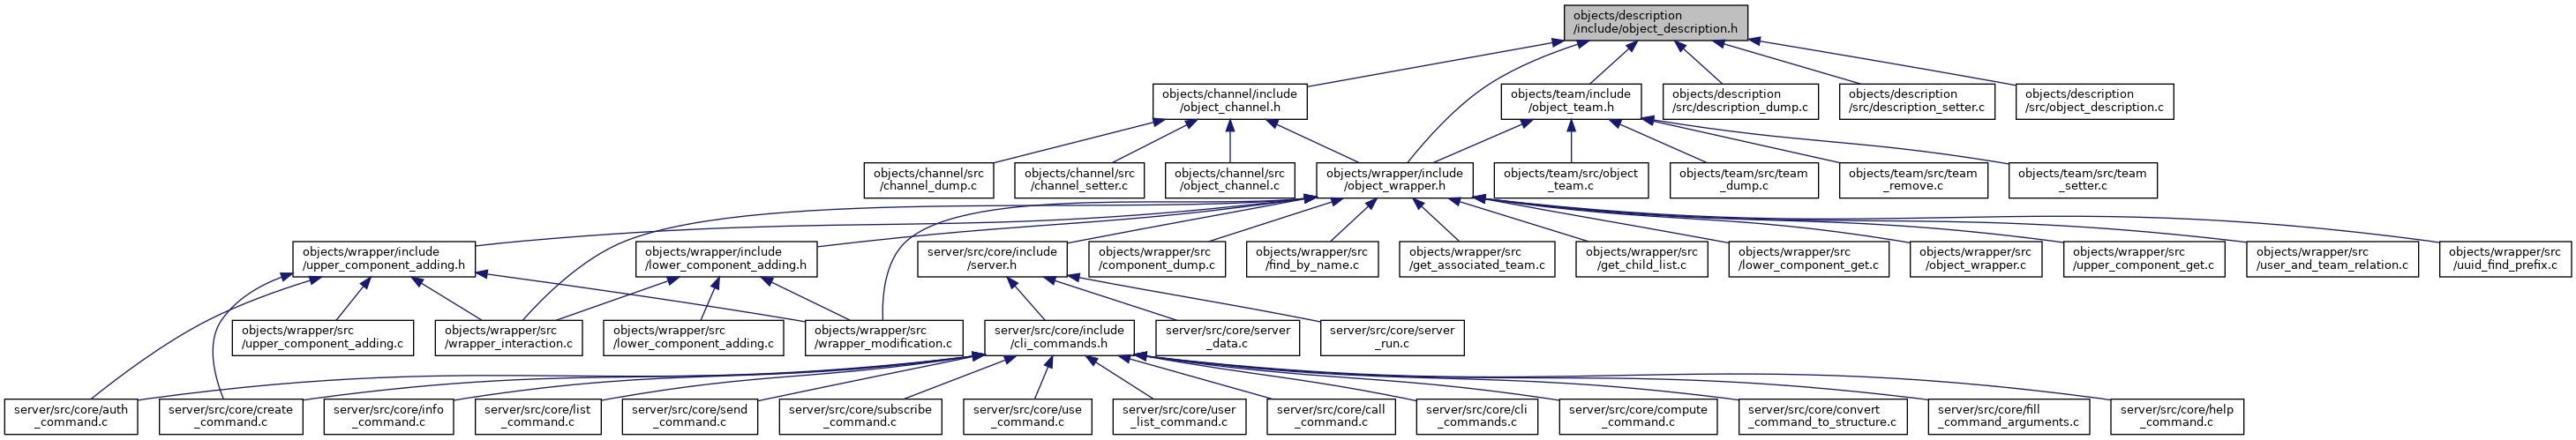 objects/description
/include/object_description.h
objects/channel/include
/object_channel.h
objects/team/include
/object_team.h
objects/description
/src/description_dump.c
objects/description
/src/description_setter.c
objects/description
/src/object_description.c
objects/channel/src
/channel_dump.c
objects/channel/src
/channel_setter.c
objects/channel/src
/object_channel.c
objects/wrapper/include
/object_wrapper.h
objects/team/src/object
_team.c
objects/team/src/team
_dump.c
objects/team/src/team
_remove.c
objects/team/src/team
_setter.c
objects/wrapper/include
/upper_component_adding.h
objects/wrapper/include
/lower_component_adding.h
server/src/core/include
/server.h
objects/wrapper/src
/component_dump.c
objects/wrapper/src
/find_by_name.c
objects/wrapper/src
/get_associated_team.c
objects/wrapper/src
/get_child_list.c
objects/wrapper/src
/lower_component_get.c
objects/wrapper/src
/object_wrapper.c
objects/wrapper/src
/upper_component_get.c
objects/wrapper/src
/user_and_team_relation.c
objects/wrapper/src
/uuid_find_prefix.c
objects/wrapper/src
/upper_component_adding.c
objects/wrapper/src
/wrapper_interaction.c
objects/wrapper/src
/lower_component_adding.c
objects/wrapper/src
/wrapper_modification.c
server/src/core/include
/cli_commands.h
server/src/core/server
_data.c
server/src/core/server
_run.c
server/src/core/auth
_command.c
server/src/core/create
_command.c
server/src/core/info
_command.c
server/src/core/list
_command.c
server/src/core/send
_command.c
server/src/core/subscribe
_command.c
server/src/core/use
_command.c
server/src/core/user
_list_command.c
server/src/core/call
_command.c
server/src/core/cli
_commands.c
server/src/core/compute
_command.c
server/src/core/convert
_command_to_structure.c
server/src/core/fill
_command_arguments.c
server/src/core/help
_command.c